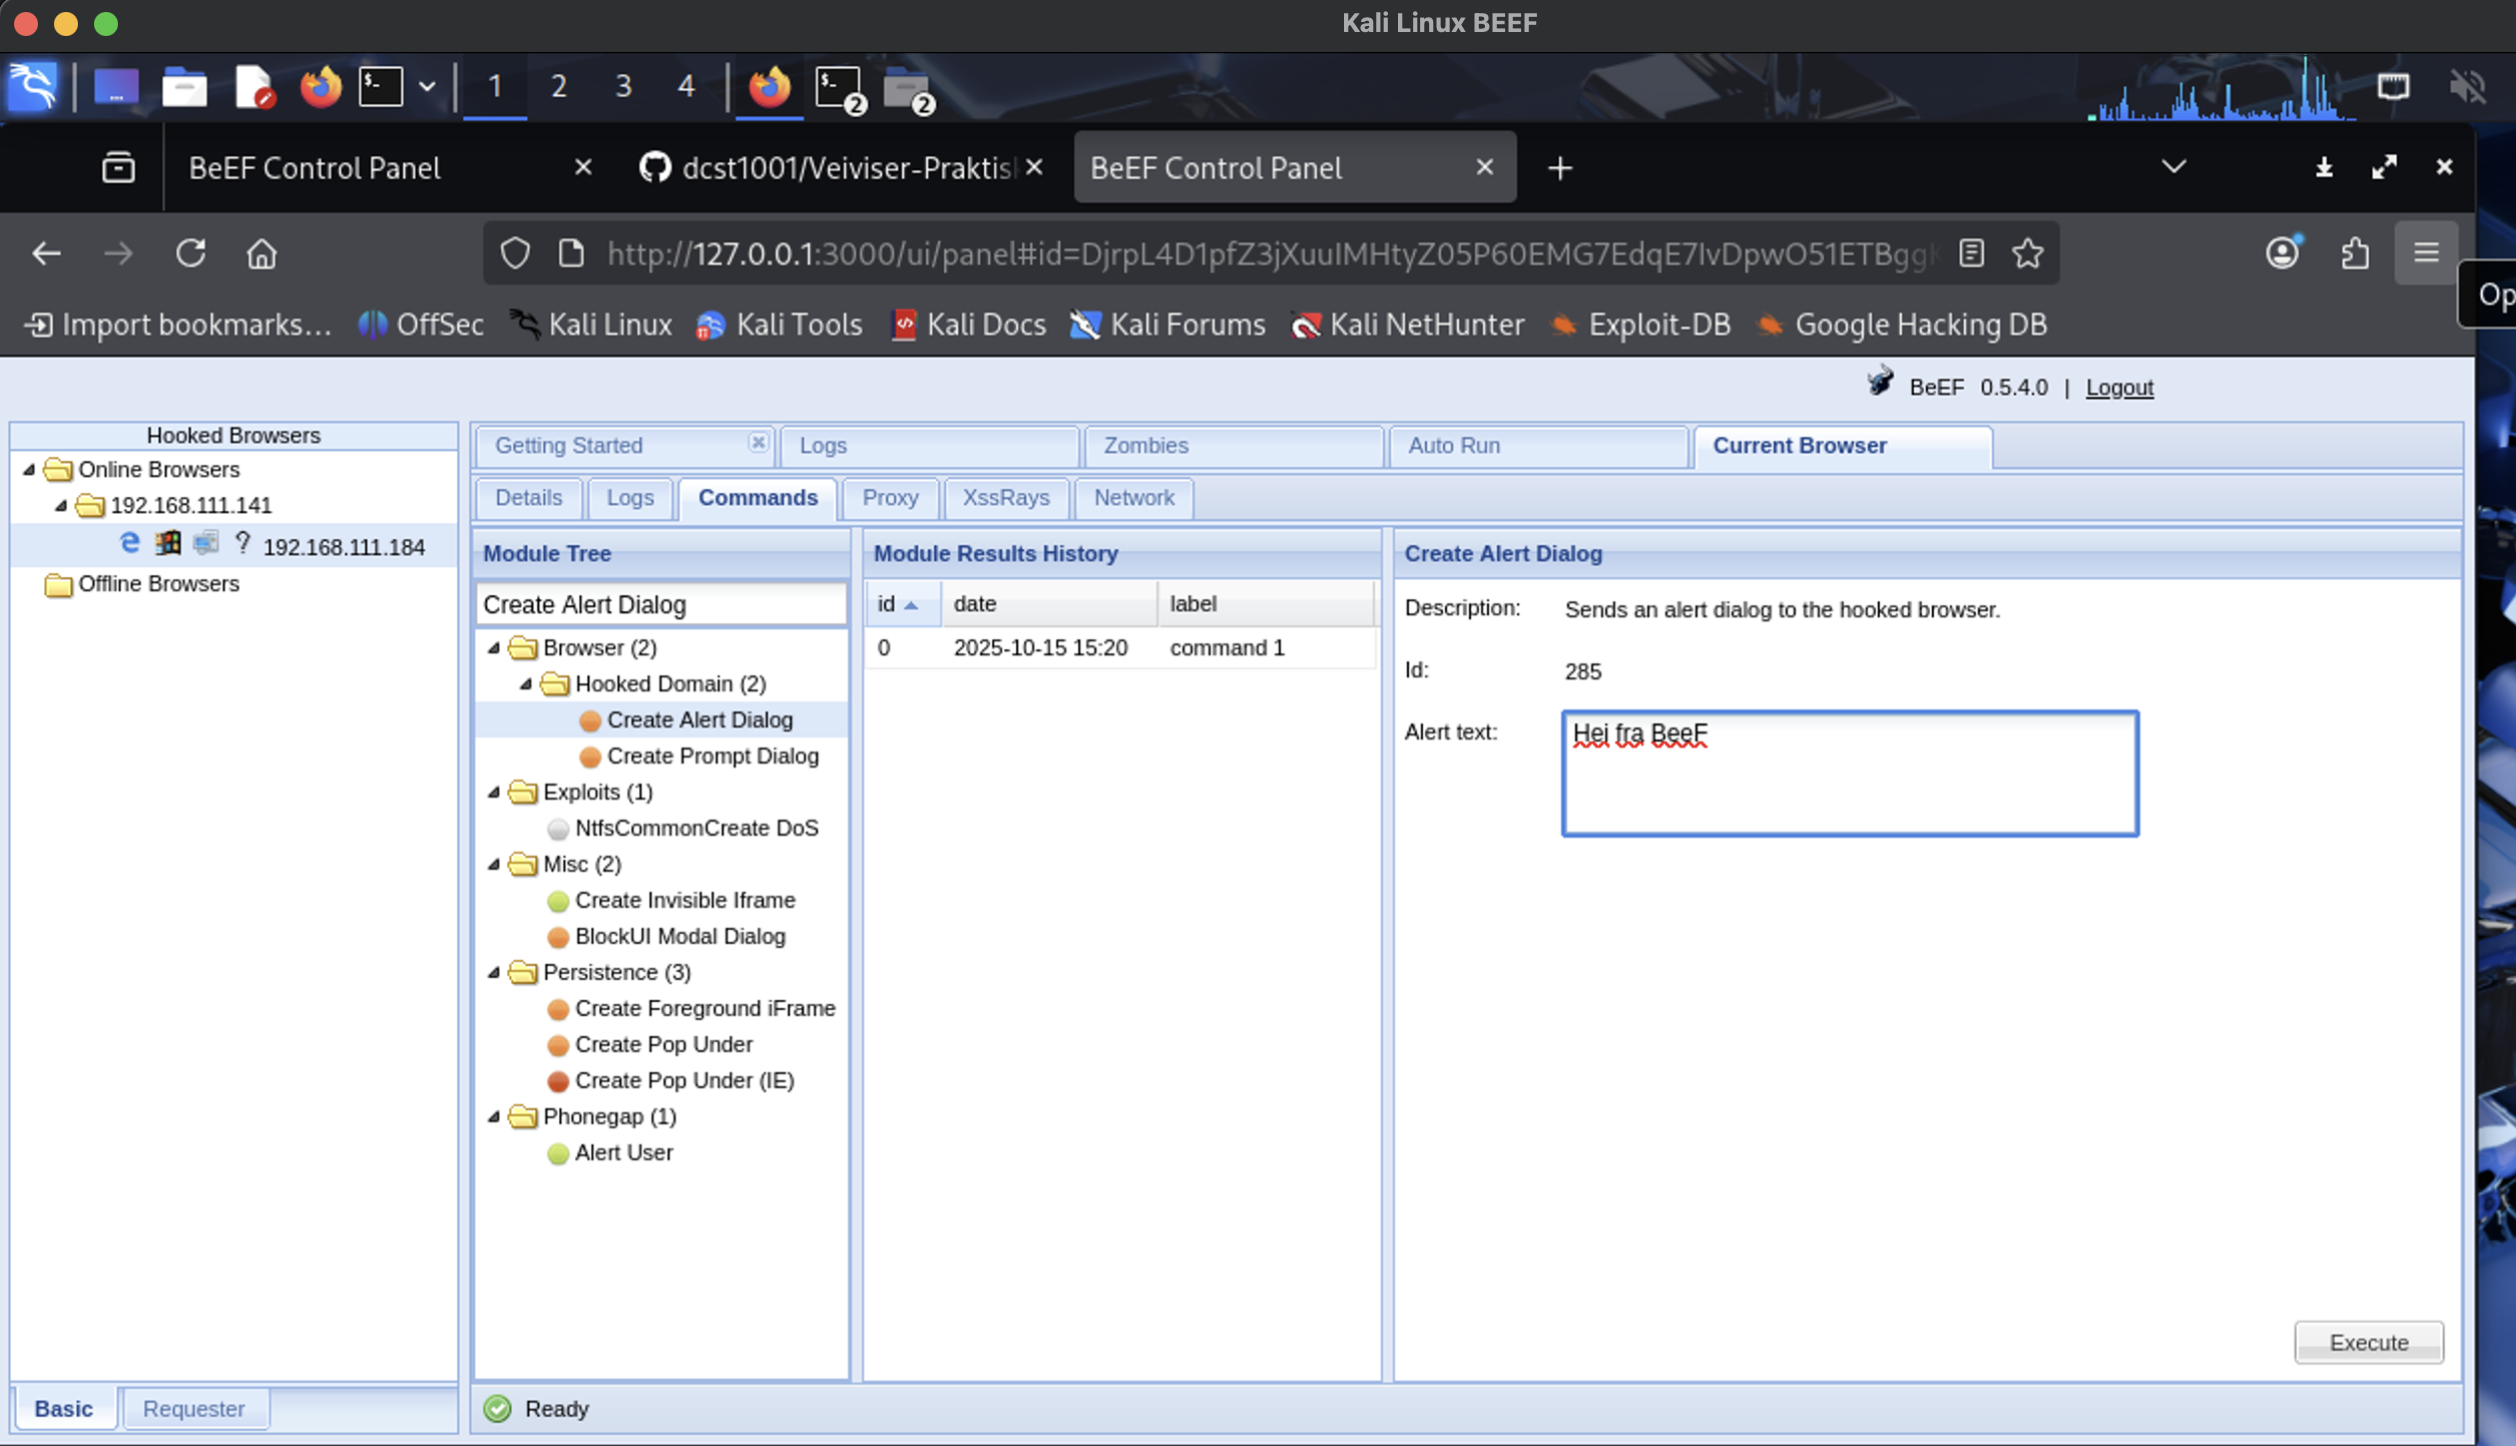 Kali Linux BEEF
1 2 3 4 2 2
BeEF Control Panel dcst1001/Veiviser-Praktis BeEF Control Panel
http://127.0.0.1:3000/ui/panel#id=DjrpL4D1pfZ3jXuuIMHtyZ05P60EMG7EdqE7IvDpwO51ETBgg
Op
Import bookmarks... OffSec Kali Linux Kali Tools Kali Docs Kali Forums Kali NetHunter Exploit-DB Google Hacking DB
BeEF 0.5.4.0 | Logout
Hooked Browsers
Online Browsers
192.168.111.141
? 192.168.111.184
Offline Browsers
Basic Requester
Getting Started Logs Zombies Auto Run Current Browser
Details Logs Commands Proxy XssRays Network
Module Tree
Create Alert Dialog
Browser (2)
Hooked Domain (2)
Create Alert Dialog
Create Prompt Dialog
Exploits (1)
NtfsCommonCreate DoS
Misc (2)
Create Invisible Iframe
BlockUI Modal Dialog
Persistence (3)
Create Foreground iFrame
Create Pop Under
Create Pop Under (IE)
Phonegap (1)
Alert User
Module Results History
id date label
0 2025-10-15 15:20 command 1
Create Alert Dialog
Description: Sends an alert dialog to the hooked browser.
Id: 285
Alert text: Hei fra BeeF
Execute
Ready